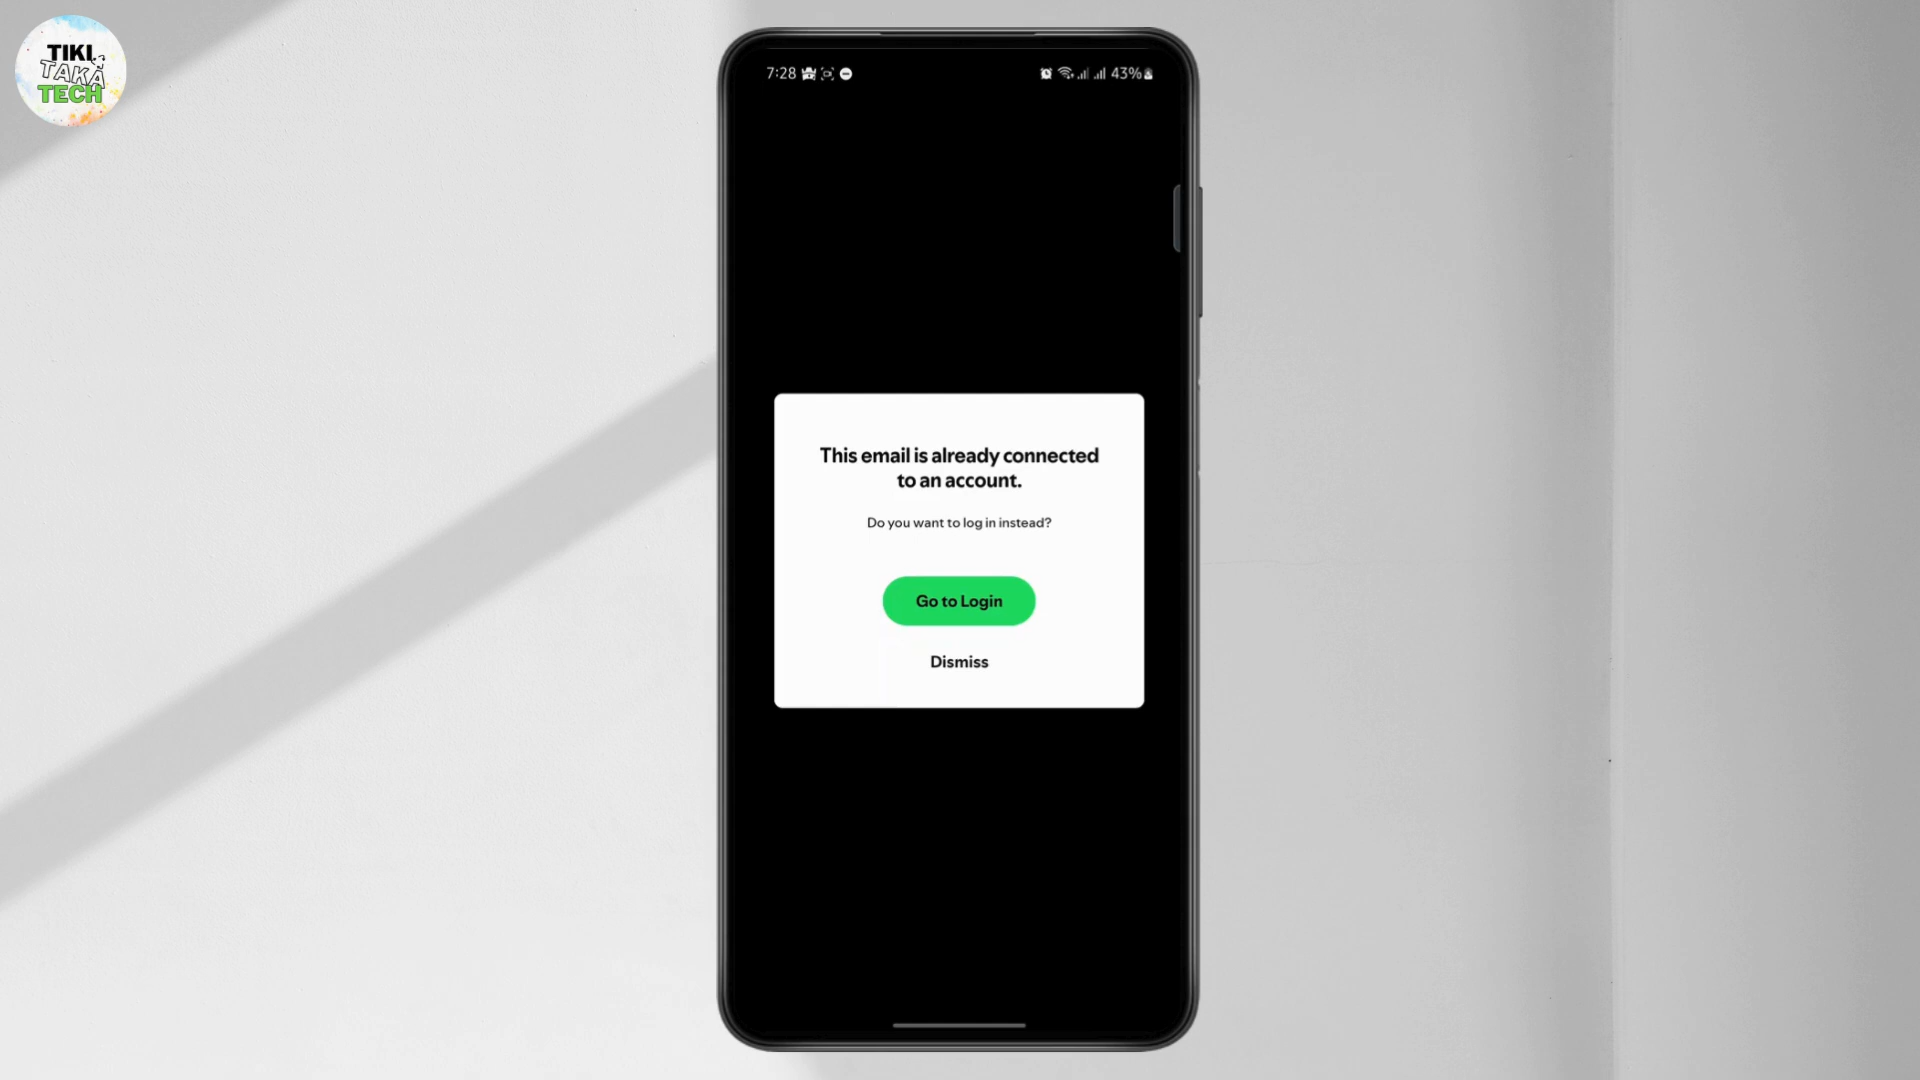 TIKI
TAKA
TECH
7:28
43%
This email is already connected
to an account.
Do you want to log in instead?
Go to Login
Dismiss